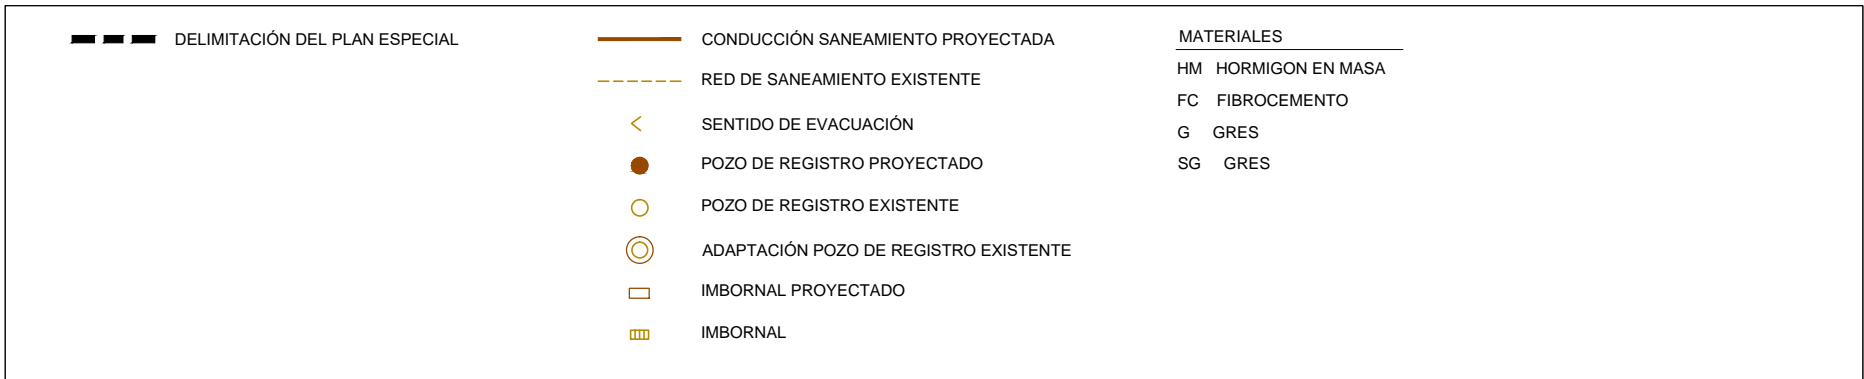 DELIMITACIÓN DEL PLAN ESPECIAL
CONDUCCIÓN SANEAMIENTO PROYECTADA
RED DE SANEAMIENTO EXISTENTE
SENTIDO DE EVACUACIÓN
POZO DE REGISTRO PROYECTADO
POZO DE REGISTRO EXISTENTE
ADAPTACIÓN POZO DE REGISTRO EXISTENTE
IMBORNAL PROYECTADO
IMBORNAL
MATERIALES
HM HORMIGON EN MASA
FC FIBROCEMENTO
G GRES
SG GRES